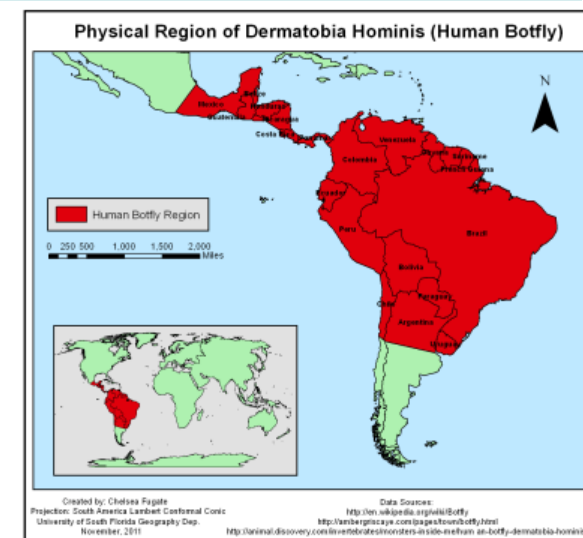 Physical Region of Dermatobia Hominis (Human Botfly)
N
Belize
Mexico
Honduras
Guatemala
Nicaragua
Costa Rica
Venezuela
Guyana
Suriname
Colombia
French Guiana
Ecuador
Human Botfly Region
Peru
Brazil
0 250 500 1,000 1,500 2,000
Miles
Bolivia
Paraguay
Chile
Argentina
Uruguay
Created by: Chelsea Fugate
Projection: South America Lambert Conformal Conic
University of South Florida Geography Dep.
November, 2011
Data Sources:
http://en.wikipedia.org/wiki/Botfly
http://ambergriscaye.com/pages/town/botfly.html
http://animal.discovery.com/invertebrates/monsters-inside-me/human-botfly-dermatobia-homini